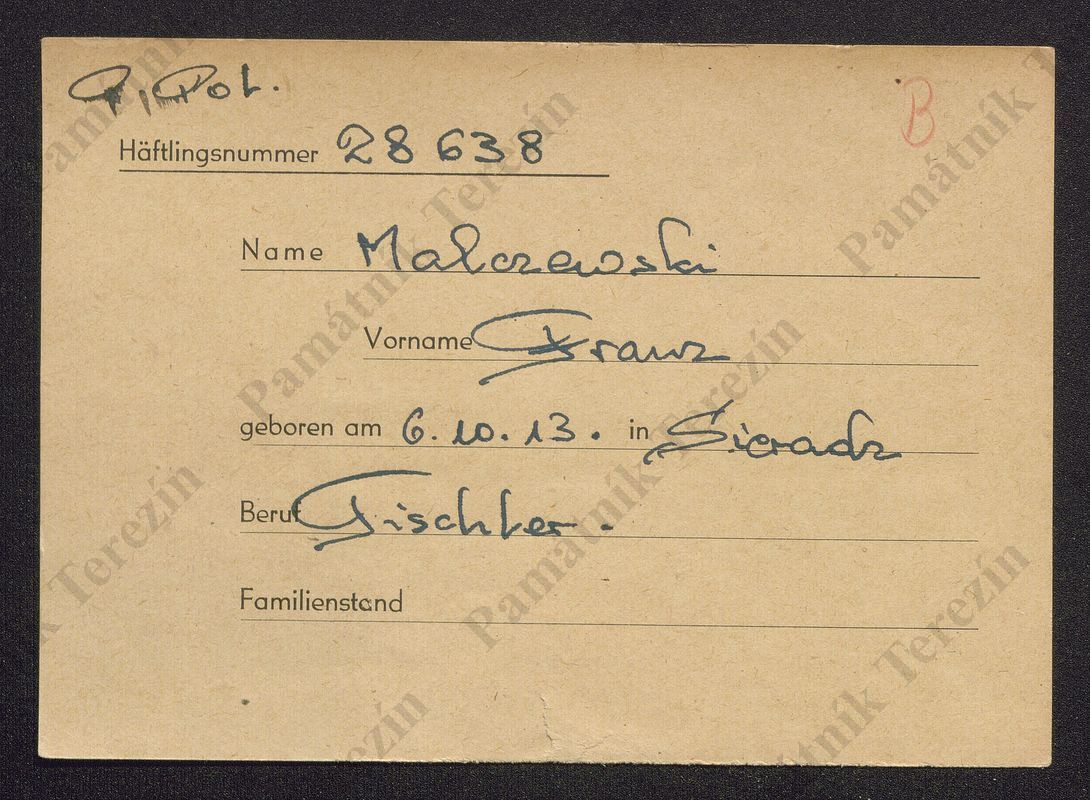 P. Pol.
B
Häftlingsnummer 28 638
Name Malczewski
Vorname Franz
geboren am 6.10.13. in Sieradz
Beruf Tischler.
Familienstand
Památník Terezín